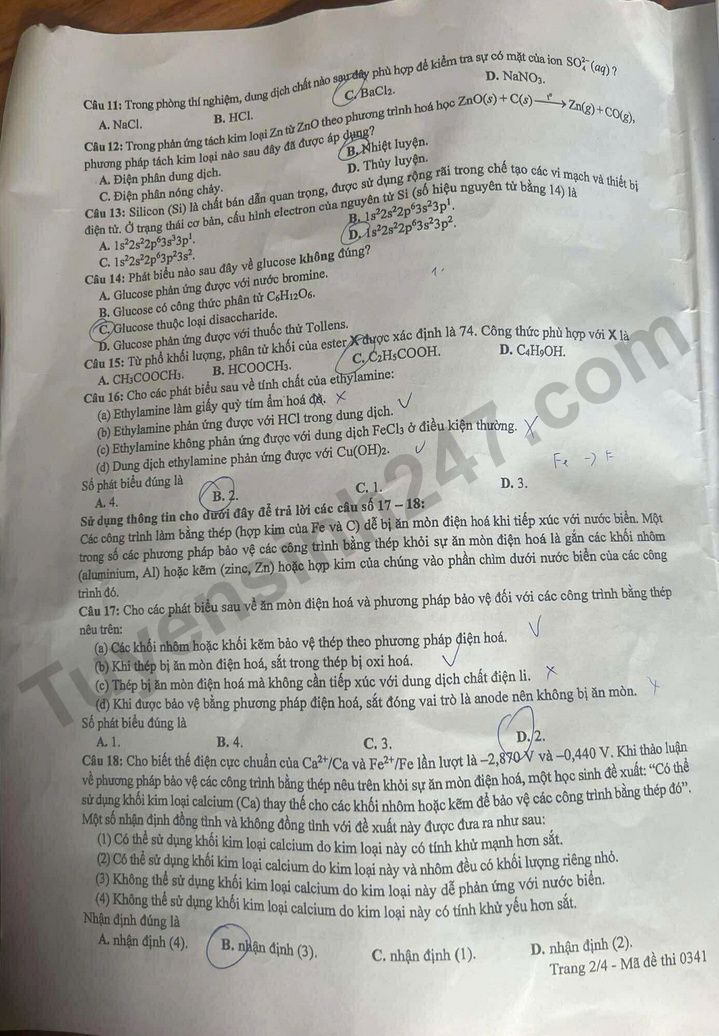 Câu 11: Trong phòng thí nghiệm, dung dịch chất nào sau đây phù hợp để kiểm tra sự có mặt của ion SO₄²⁻(aq)?
A. NaCl. B. HCl. C. BaCl₂. D. NaNO₃.
Câu 12: Trong phản ứng tách kim loại Zn từ ZnO theo phương trình hoá học ZnO(s) + C(s) —t°→ Zn(g) + CO(g),
phương pháp tách kim loại nào sau đây đã được áp dụng?
A. Điện phân dung dịch. B. Nhiệt luyện.
C. Điện phân nóng chảy. D. Thủy luyện.
Câu 13: Silicon (Si) là chất bán dẫn quan trọng, được sử dụng rộng rãi trong chế tạo các vi mạch và thiết bị
điện tử. Ở trạng thái cơ bản, cấu hình electron của nguyên tử Si (số hiệu nguyên tử bằng 14) là
A. 1s²2s²2p⁶3s³3p¹. B. 1s²2s²2p⁶3s²3p¹.
C. 1s²2s²2p⁶3p²3s². D. 1s²2s²2p⁶3s²3p².
Câu 14: Phát biểu nào sau đây về glucose không đúng?
A. Glucose phản ứng được với nước bromine.
B. Glucose có công thức phân tử C₆H₁₂O₆.
C. Glucose thuộc loại disaccharide.
D. Glucose phản ứng được với thuốc thử Tollens.
Câu 15: Từ phổ khối lượng, phân tử khối của ester X được xác định là 74. Công thức phù hợp với X là
A. CH₃COOCH₃. B. HCOOCH₃. C. C₂H₅COOH. D. C₄H₉OH.
Câu 16: Cho các phát biểu sau về tính chất của ethylamine:
(a) Ethylamine làm giấy quỳ tím ẩm hoá đỏ. x
(b) Ethylamine phản ứng được với HCl trong dung dịch. ✓
(c) Ethylamine không phản ứng được với dung dịch FeCl₃ ở điều kiện thường. x
(d) Dung dịch ethylamine phản ứng được với Cu(OH)₂. ✓
Fe →
Số phát biểu đúng là
A. 4. B. 2. C. 1. D. 3.
Sử dụng thông tin cho dưới đây để trả lời các câu số 17 – 18:
Các công trình làm bằng thép (hợp kim của Fe và C) dễ bị ăn mòn điện hoá khi tiếp xúc với nước biển. Một
trong số các phương pháp bảo vệ các công trình bằng thép khỏi sự ăn mòn điện hoá là gắn các khối nhôm
(aluminium, Al) hoặc kẽm (zinc, Zn) hoặc hợp kim của chúng vào phần chìm dưới nước biển của các công
trình đó.
Câu 17: Cho các phát biểu sau về ăn mòn điện hoá và phương pháp bảo vệ đối với các công trình bằng thép
nêu trên:
(a) Các khối nhôm hoặc khối kẽm bảo vệ thép theo phương pháp điện hoá. ✓
(b) Khi thép bị ăn mòn điện hoá, sắt trong thép bị oxi hoá. ✓
(c) Thép bị ăn mòn điện hoá mà không cần tiếp xúc với dung dịch chất điện li. x
(d) Khi được bảo vệ bằng phương pháp điện hoá, sắt đóng vai trò là anode nên không bị ăn mòn. x
Số phát biểu đúng là
A. 1. B. 4. C. 3. D. 2.
Câu 18: Cho biết thế điện cực chuẩn của Ca²⁺/Ca và Fe²⁺/Fe lần lượt là –2,870 V và –0,440 V. Khi thảo luận
về phương pháp bảo vệ các công trình bằng thép nêu trên khỏi sự ăn mòn điện hoá, một học sinh đề xuất: “Có thể
sử dụng khối kim loại calcium (Ca) thay thế cho các khối nhôm hoặc kẽm để bảo vệ các công trình bằng thép đó”.
Một số nhận định đồng tình và không đồng tình với đề xuất này được đưa ra như sau:
(1) Có thể sử dụng khối kim loại calcium do kim loại này có tính khử mạnh hơn sắt.
(2) Có thể sử dụng khối kim loại calcium do kim loại này và nhôm đều có khối lượng riêng nhỏ.
(3) Không thể sử dụng khối kim loại calcium do kim loại này dễ phản ứng với nước biển.
(4) Không thể sử dụng khối kim loại calcium do kim loại này có tính khử yếu hơn sắt.
Nhận định đúng là
A. nhận định (4). B. nhận định (3). C. nhận định (1). D. nhận định (2).
Trang 2/4 - Mã đề thi 0341
Tuyensinh247.com